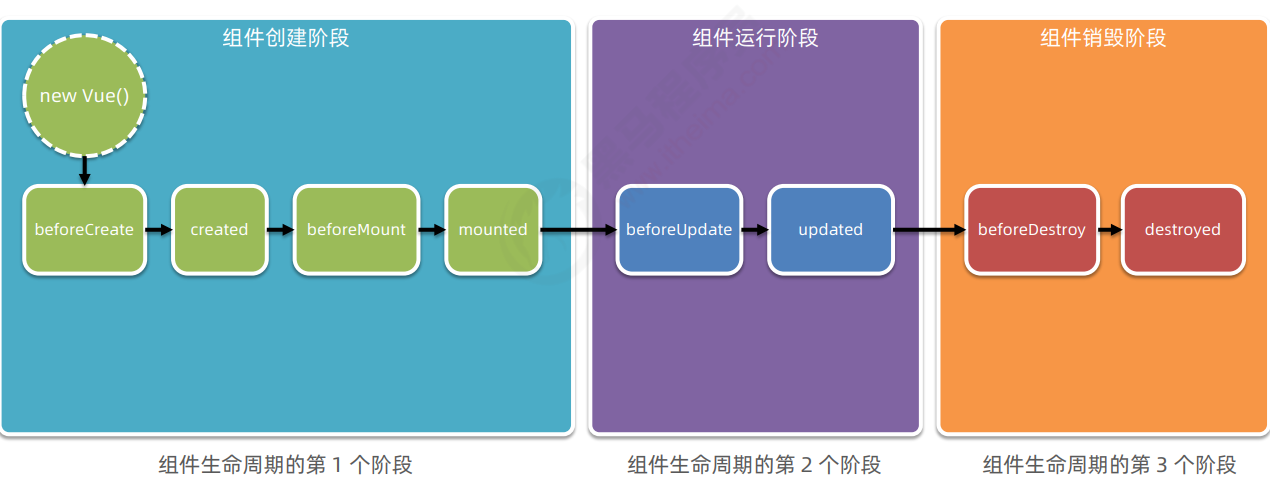 组件创建阶段
组件运行阶段
组件销毁阶段
new Vue()
beforeCreate
created
beforeMount
mounted
beforeUpdate
updated
beforeDestroy
destroyed
组件生命周期的第 1 个阶段
组件生命周期的第 2 个阶段
组件生命周期的第 3 个阶段